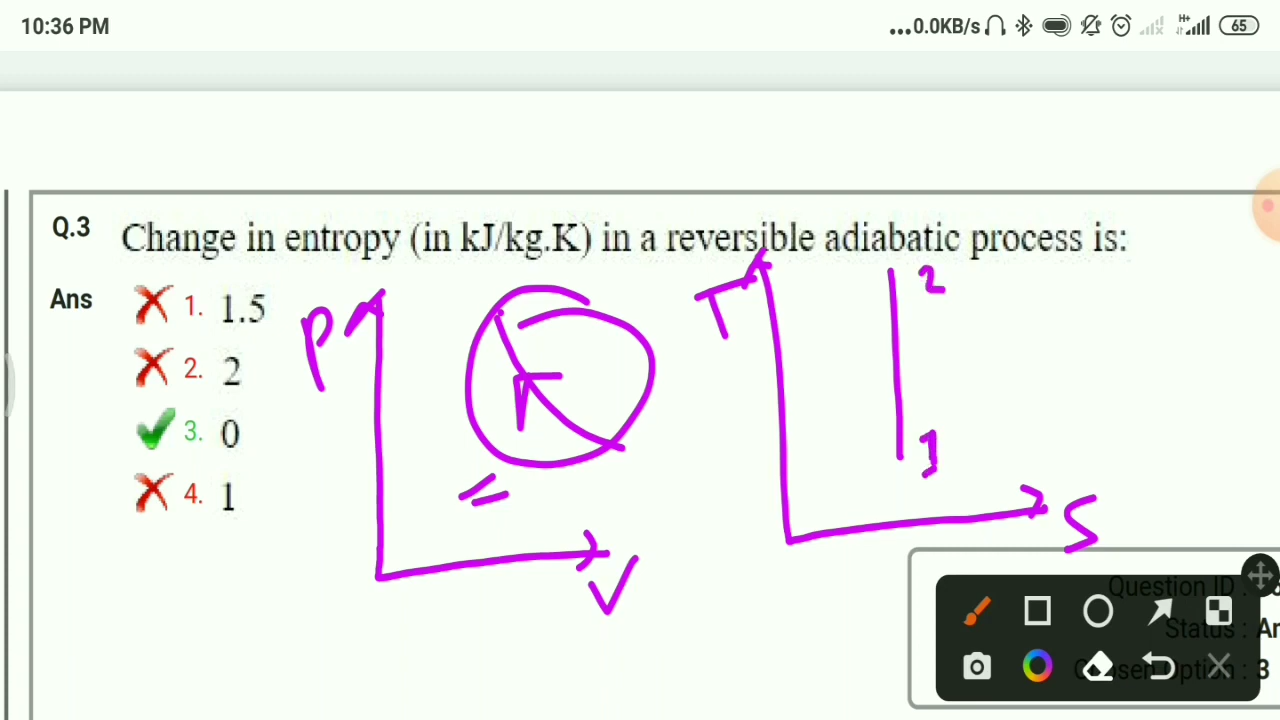 10:36 PM
...0.0KB/s H+ 65
Q.3 Change in entropy (in kJ/kg.K) in a reversible adiabatic process is:
Ans 1. 1.5
2. 2
3. 0
4. 1
P
V
T
2
1
S
Question ID :
Status :
Option : 3